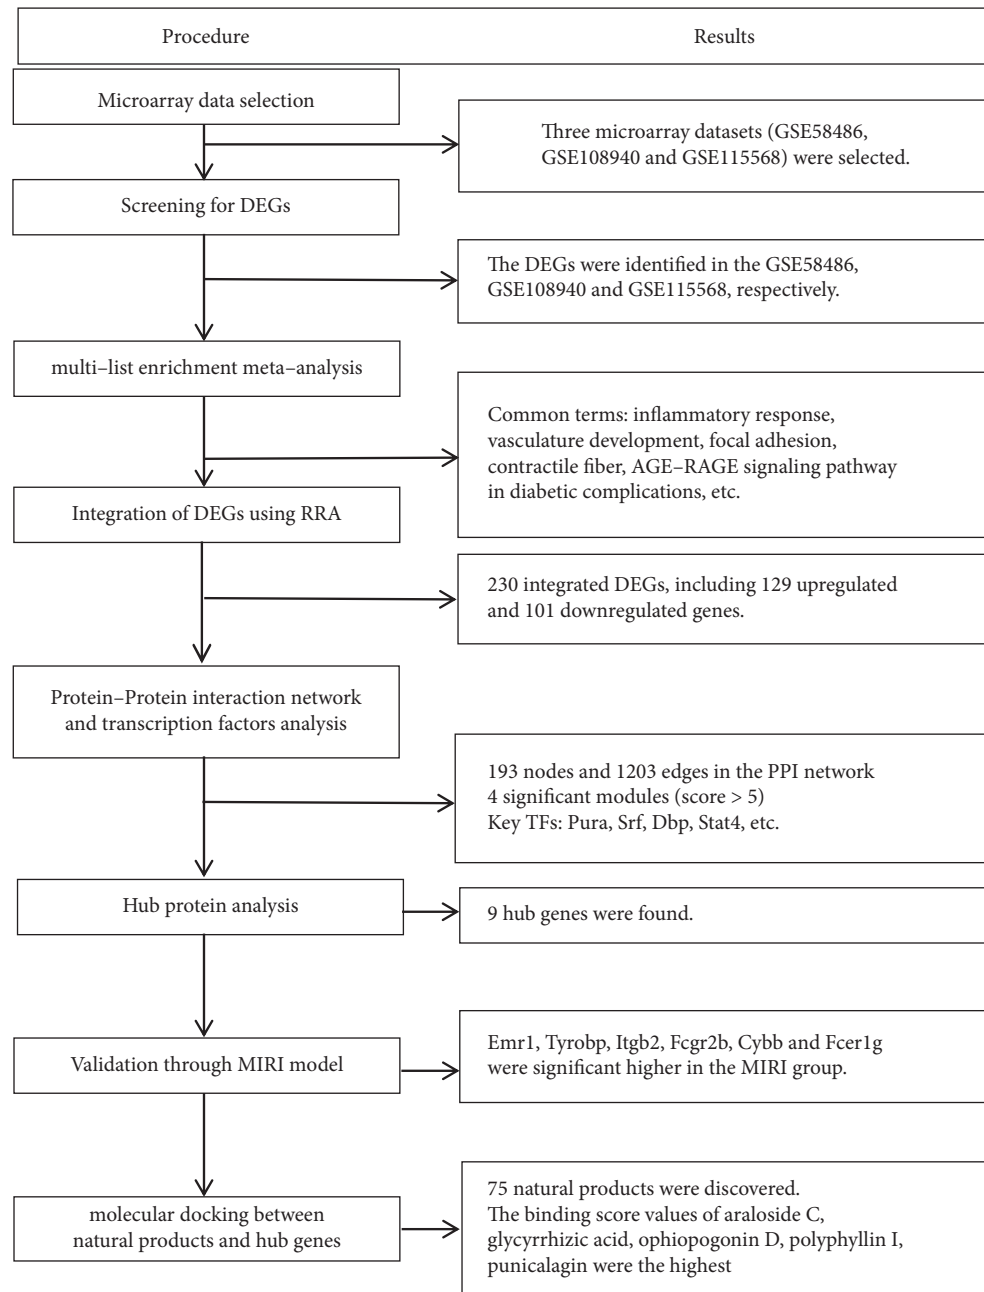 Procedure
Results
Microarray data selection
Three microarray datasets (GSE58486,
GSE108940 and GSE115568) were selected.
Screening for DEGs
The DEGs were identified in the GSE58486,
GSE108940 and GSE115568, respectively.
multi–list enrichment meta–analysis
Common terms: inflammatory response,
vasculature development, focal adhesion,
contractile fiber, AGE–RAGE signaling pathway
in diabetic complications, etc.
Integration of DEGs using RRA
230 integrated DEGs, including 129 upregulated
and 101 downregulated genes.
Protein–Protein interaction network
and transcription factors analysis
193 nodes and 1203 edges in the PPI network
4 significant modules (score > 5)
Key TFs: Pura, Srf, Dbp, Stat4, etc.
Hub protein analysis
9 hub genes were found.
Validation through MIRI model
Emr1, Tyrobp, Itgb2, Fcgr2b, Cybb and Fcer1g
were significant higher in the MIRI group.
molecular docking between
natural products and hub genes
75 natural products were discovered.
The binding score values of araloside C,
glycyrrhizic acid, ophiopogonin D, polyphyllin I,
punicalagin were the highest